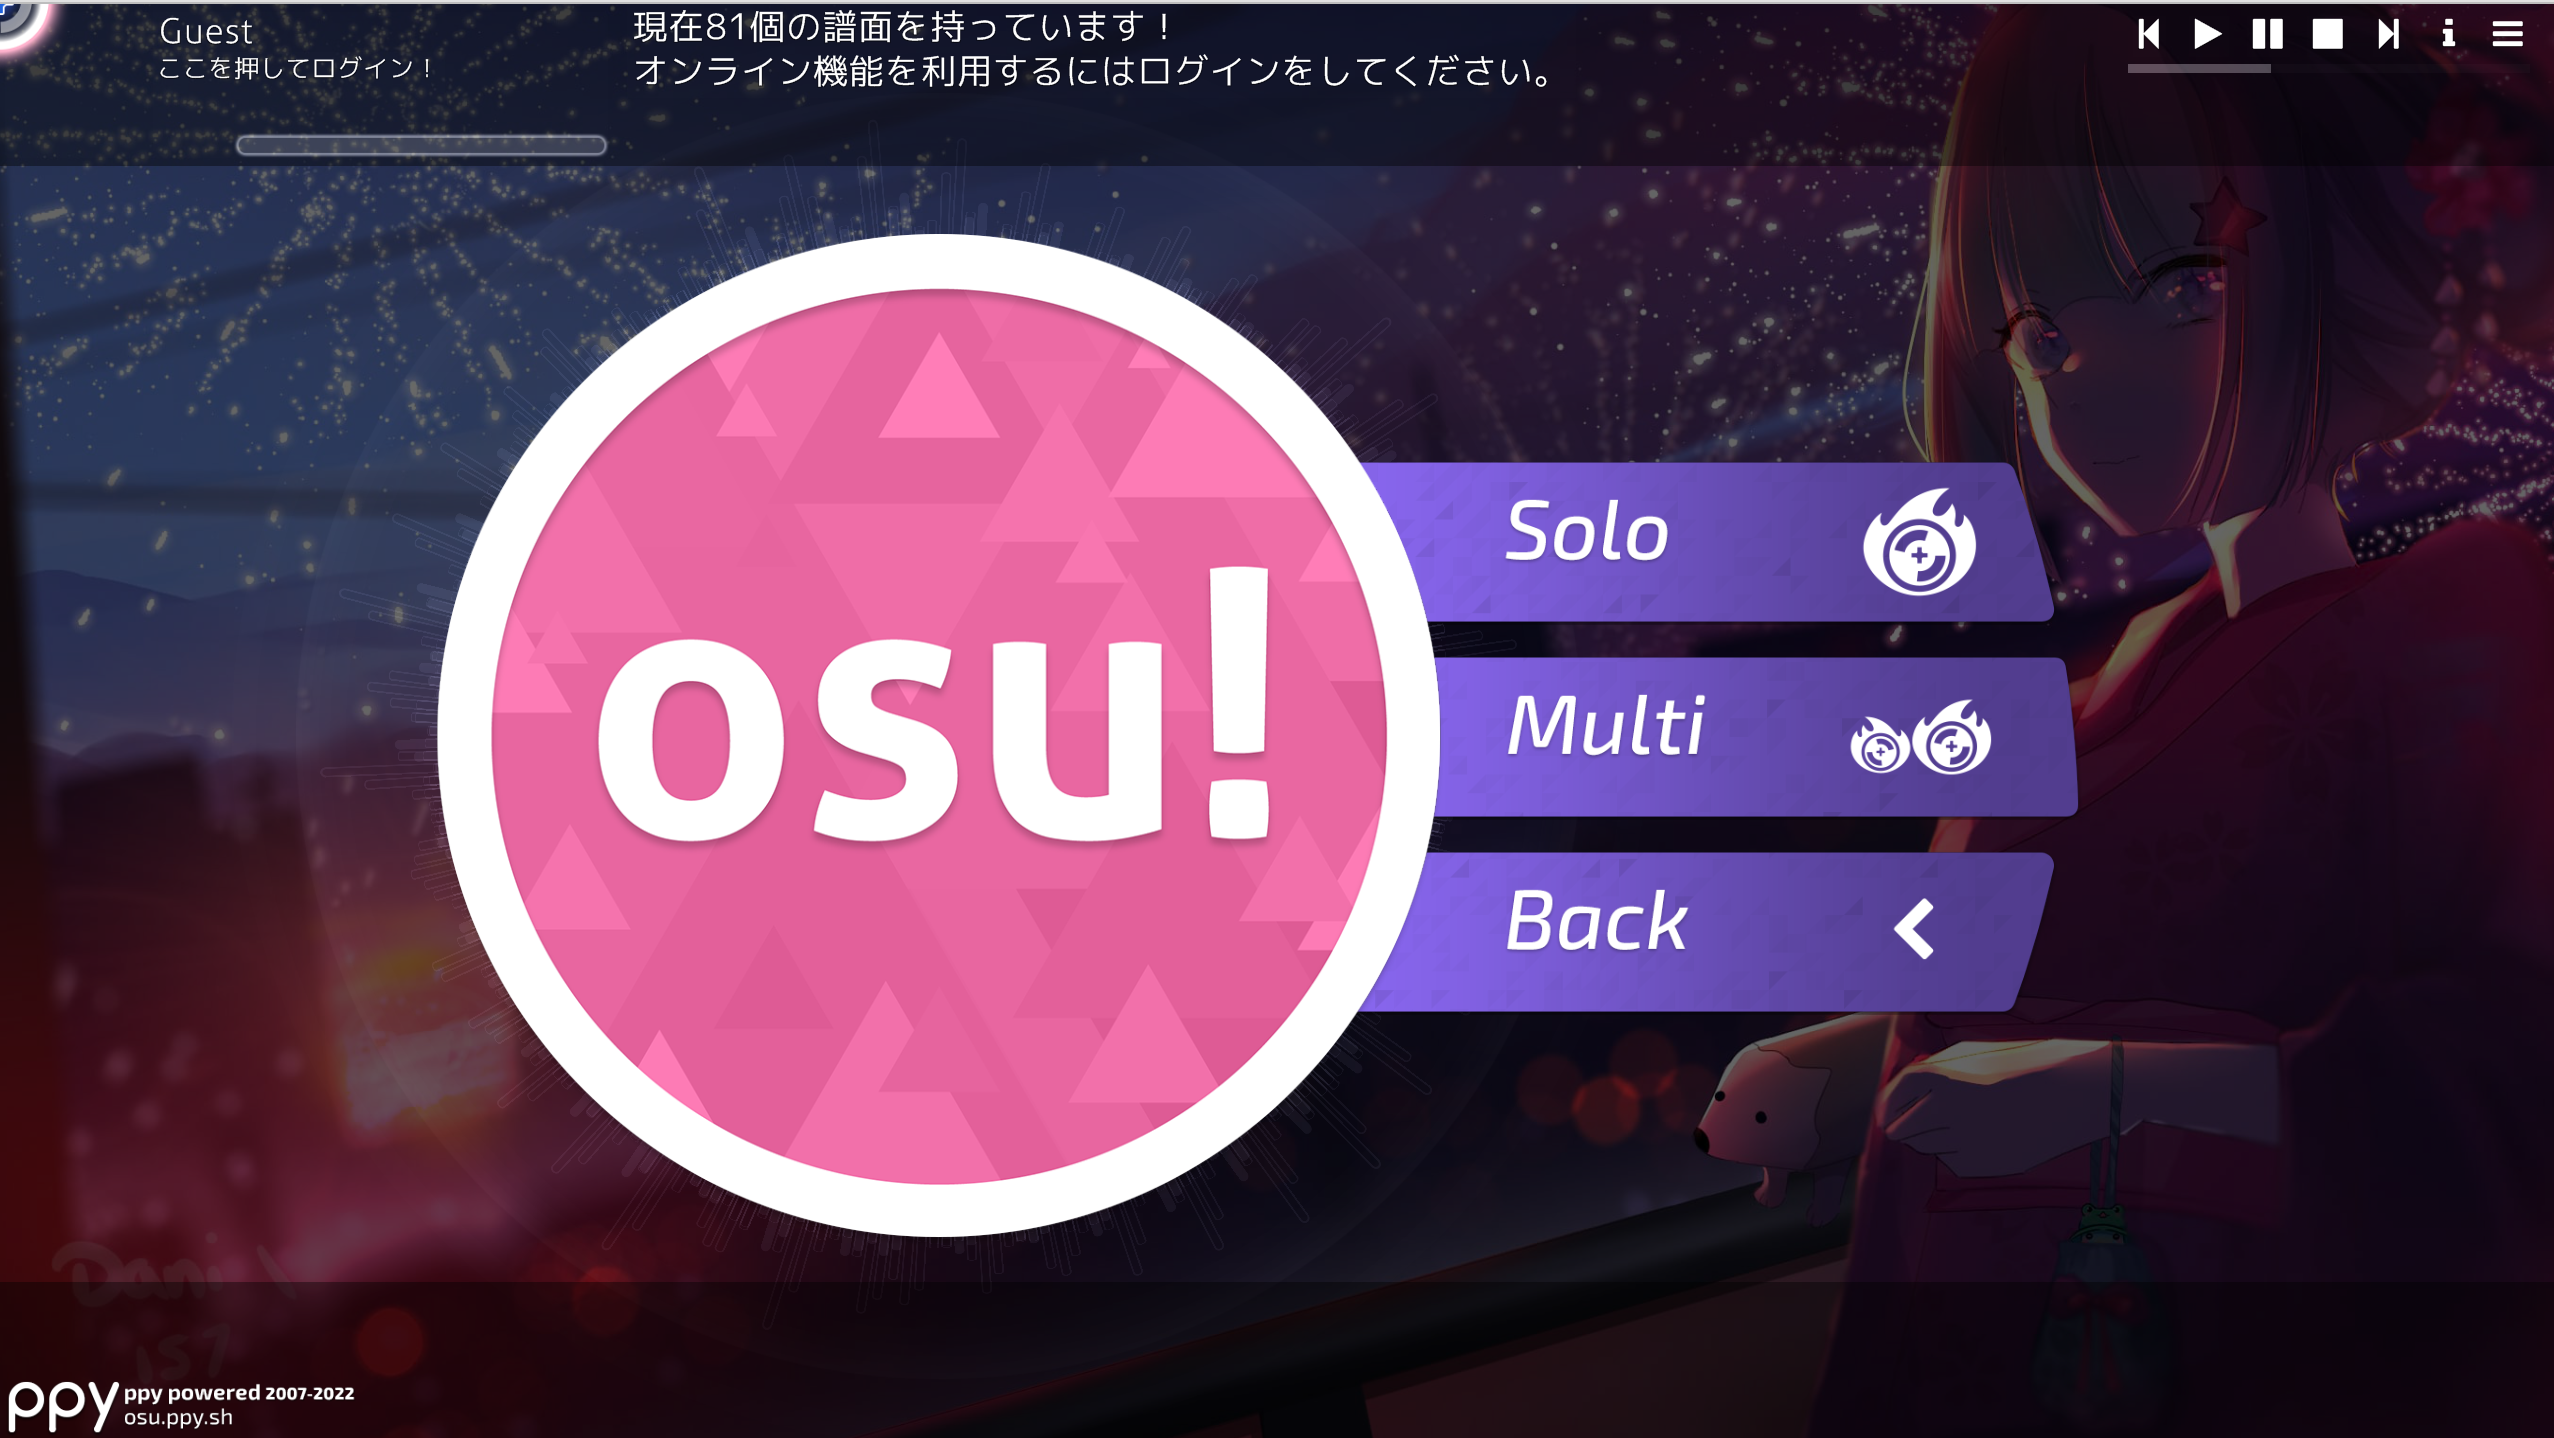 Guest
ここを押してログイン！
現在81個の譜面を持っています！
オンライン機能を利用するにはログインをしてください。
osu!
Solo
Multi
Back
Dani
157
ppy ppy powered 2007-2022
osu.ppy.sh